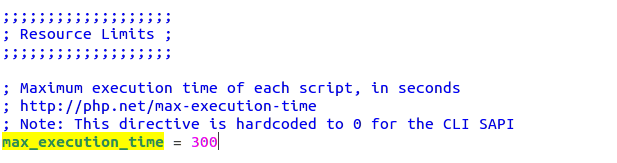 ;;;;;;;;;;;;;;;;;;;
; Resource Limits ;
;;;;;;;;;;;;;;;;;;;
; Maximum execution time of each script, in seconds
; http://php.net/max-execution-time
; Note: This directive is hardcoded to 0 for the CLI SAPI
max_execution_time = 300